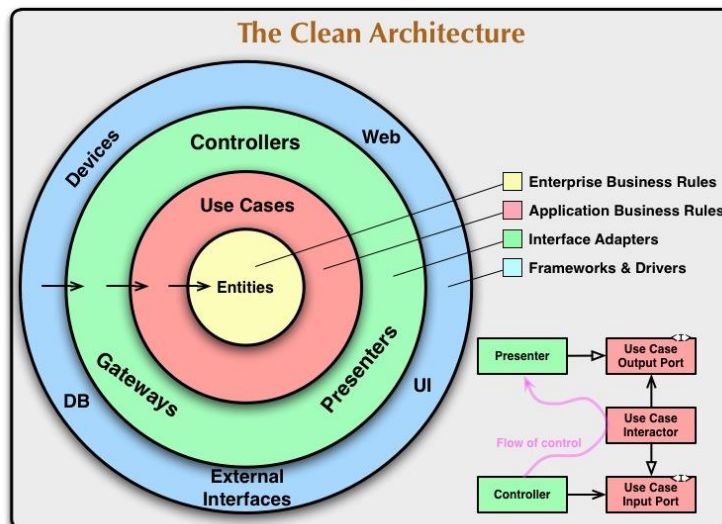 The Clean Architecture
Devices
Web
Controllers
Use Cases
Entities
Gateways
Presenters
DB
UI
External
Interfaces
Enterprise Business Rules
Application Business Rules
Interface Adapters
Frameworks & Drivers
Presenter
<I>
Use Case
Output Port
Use Case
Interactor
Flow of control
Controller
<I>
Use Case
Input Port